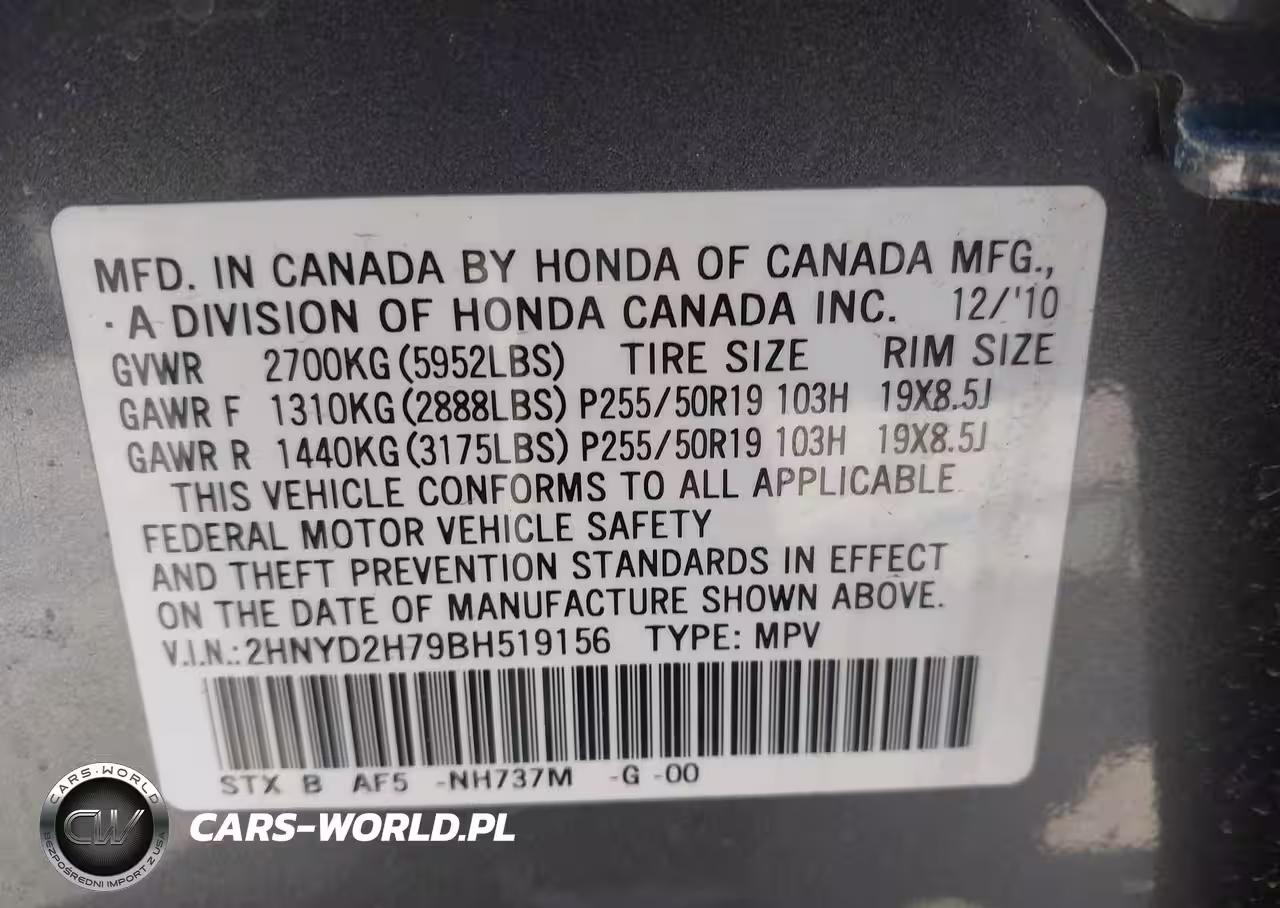 MFD. IN CANADA BY HONDA OF CANADA MFG.,
A DIVISION OF HONDA CANADA INC. 12/'10
GVWR 2700KG (5952LBS) TIRE SIZE RIM SIZE
GAWR F 1310KG (2888LBS) P255/50R19 103H 19X8.5J
GAWR R 1440KG (3175LBS) P255/50R19 103H 19X8.5J
THIS VEHICLE CONFORMS TO ALL APPLICABLE
FEDERAL MOTOR VEHICLE SAFETY
AND THEFT PREVENTION STANDARDS IN EFFECT
ON THE DATE OF MANUFACTURE SHOWN ABOVE.
V.I.N.: 2HNYD2H79BH519156 TYPE: MPV
STX B AF5 -NH737M -G -00
CARS-WORLD
CW
BEZPOŚREDNI IMPORT Z USA
CARS-WORLD.PL